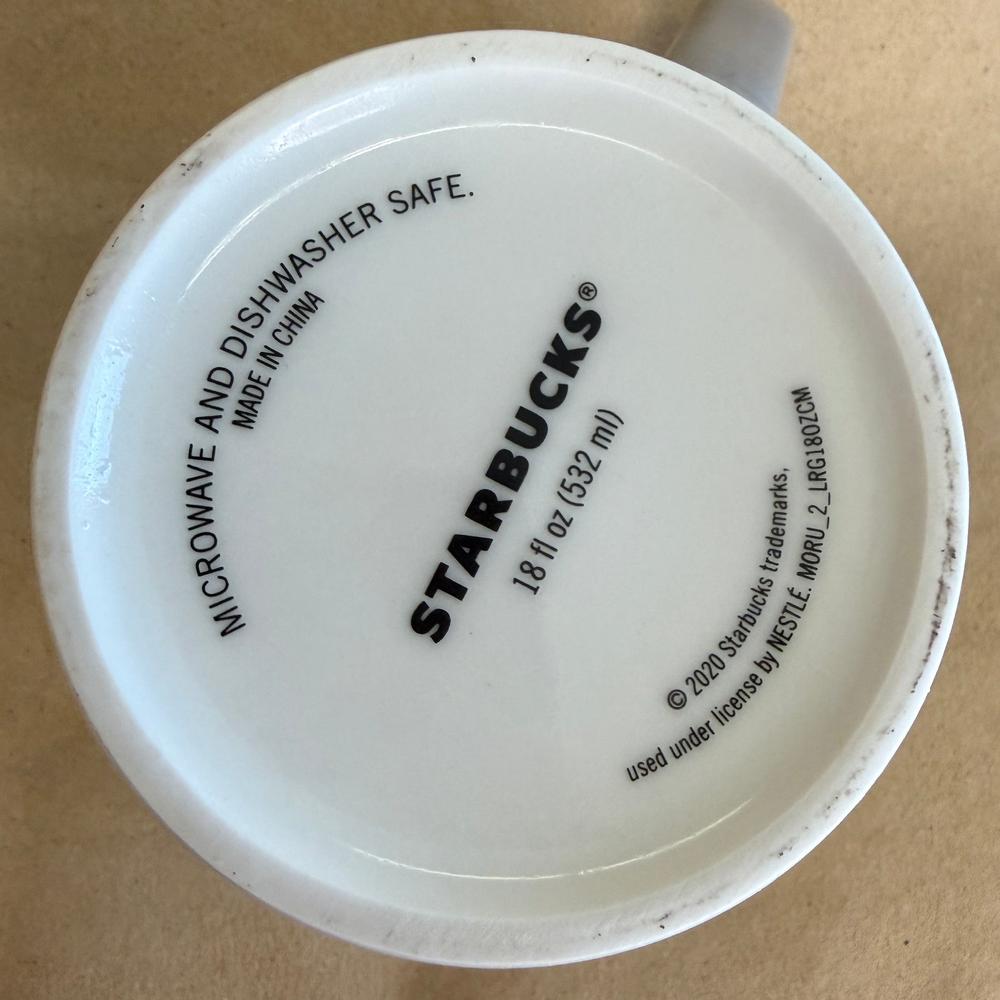 MICROWAVE AND DISHWASHER SAFE.
MADE IN CHINA
STARBUCKS®
18 fl oz (532 ml)
© 2020 Starbucks trademarks,
used under license by NESTLÉ. MORU_2_LRG18OZCM